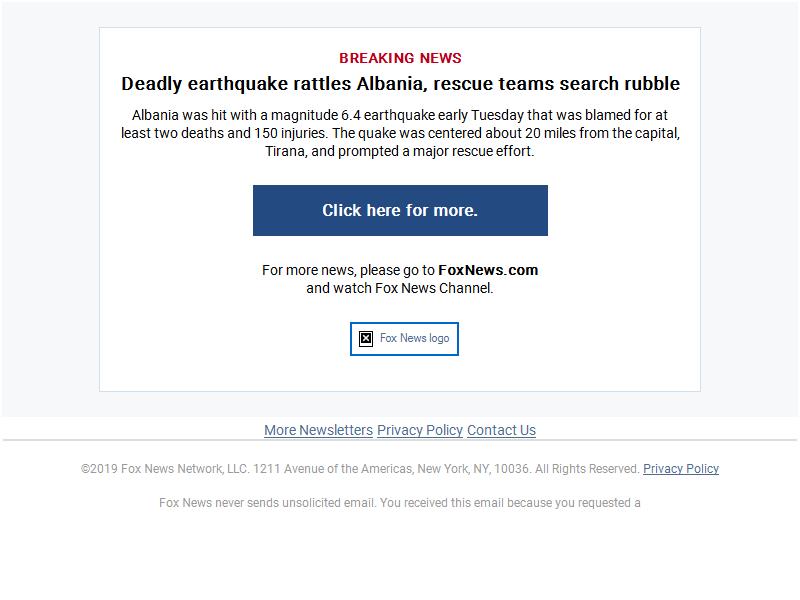 BREAKING NEWS
Deadly earthquake rattles Albania, rescue teams search rubble
Albania was hit with a magnitude 6.4 earthquake early Tuesday that was blamed for at
least two deaths and 150 injuries. The quake was centered about 20 miles from the capital,
Tirana, and prompted a major rescue effort.
Click here for more.
For more news, please go to FoxNews.com
and watch Fox News Channel.
Fox News logo
More Newsletters Privacy Policy Contact Us
©2019 Fox News Network, LLC. 1211 Avenue of the Americas, New York, NY, 10036. All Rights Reserved. Privacy Policy
Fox News never sends unsolicited email. You received this email because you requested a